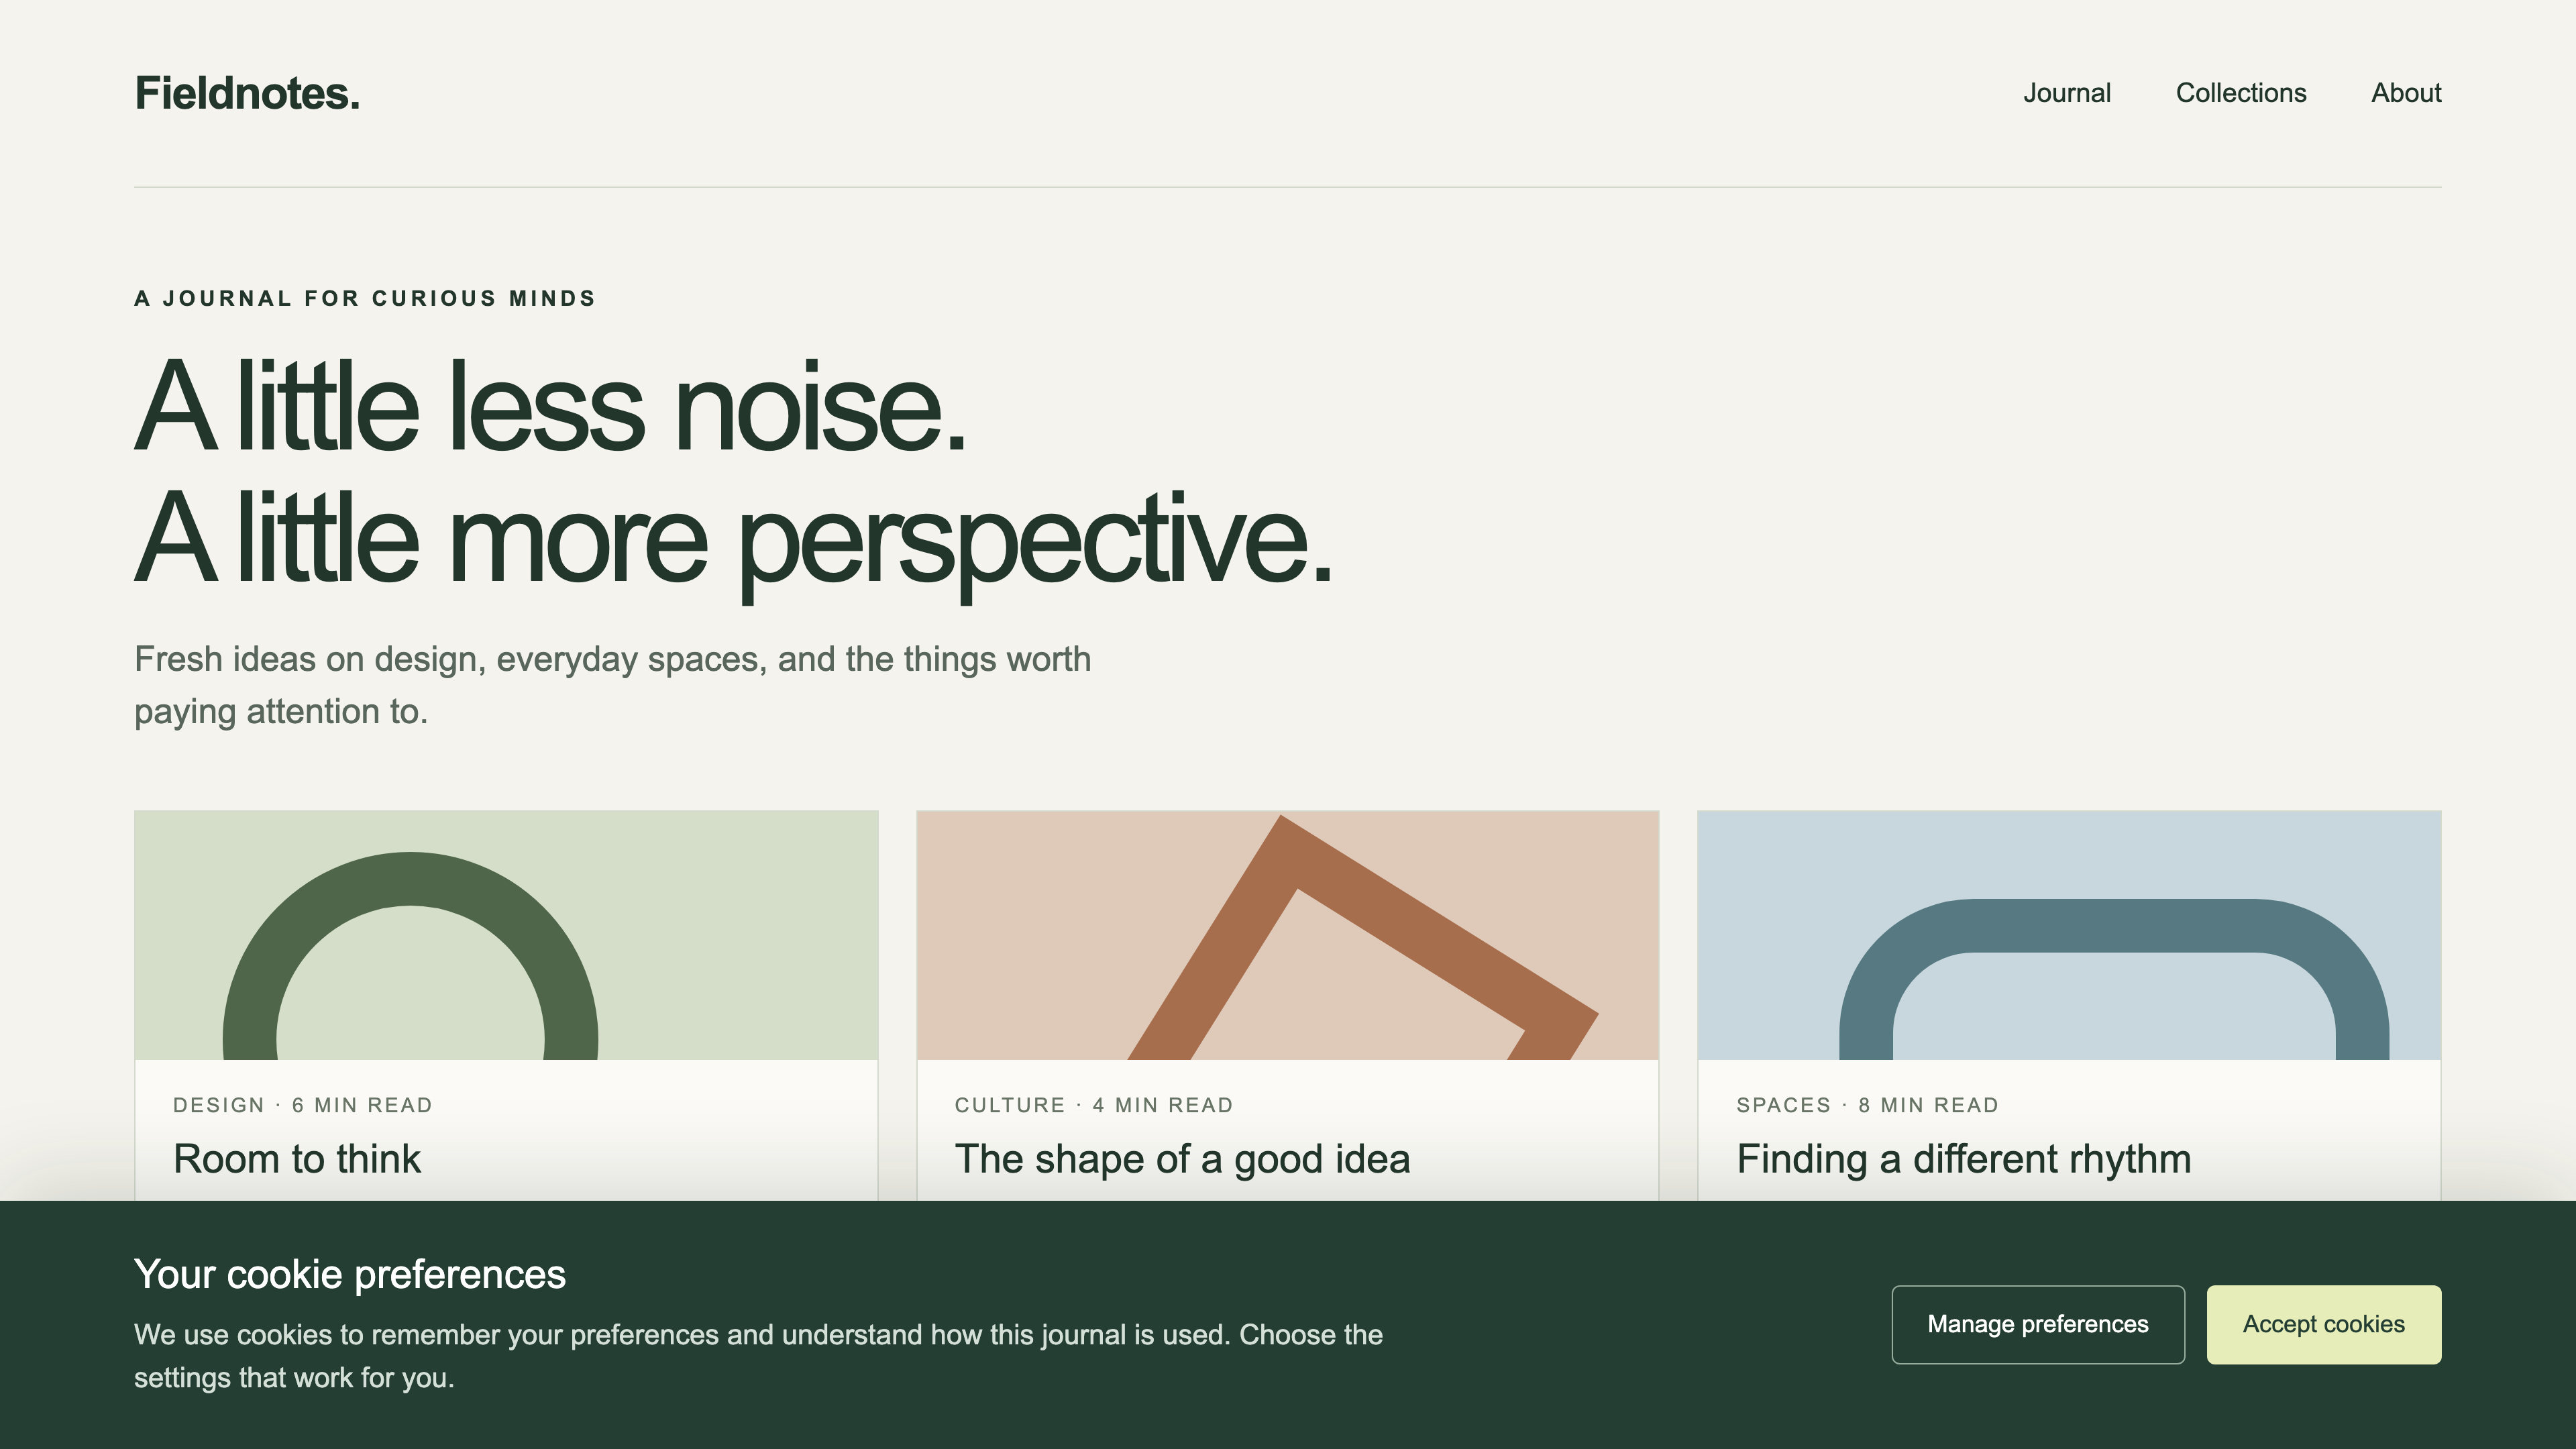 Fieldnotes.
Journal
Collections
About
A JOURNAL FOR CURIOUS MINDS
A little less noise.
A little more perspective.
Fresh ideas on design, everyday spaces, and the things worth
paying attention to.
DESIGN · 6 MIN READ
Room to think
CULTURE · 4 MIN READ
The shape of a good idea
SPACES · 8 MIN READ
Finding a different rhythm
Your cookie preferences
We use cookies to remember your preferences and understand how this journal is used. Choose the
settings that work for you.
Manage preferences
Accept cookies